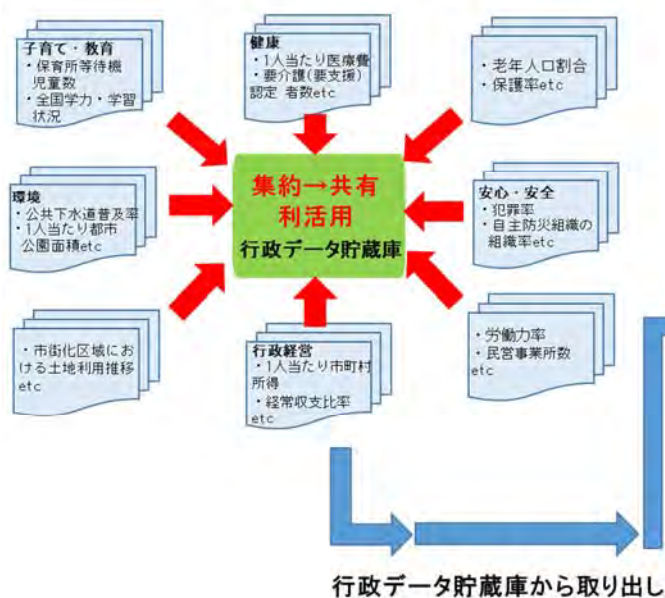 子育て・教育
・保育所等待機
児童数
・全国学力・学習
状況
健康
・1人当たり医療費
・要介護(要支援)
認定 者数etc
・老年人口割合
・保護率etc
環境
・公共下水道普及率
・1人当たり都市
公園面積etc
集約→共有
利活用
行政データ貯蔵庫
安心・安全
・犯罪率
・自主防災組織の
組織率etc
・市街化区域にお
ける土地利用推移
etc
行政経営
・1人当たり市町村
所得
・経常収支比率
etc
・労働力率
・民営事業所数
etc
行政データ貯蔵庫から取り出し